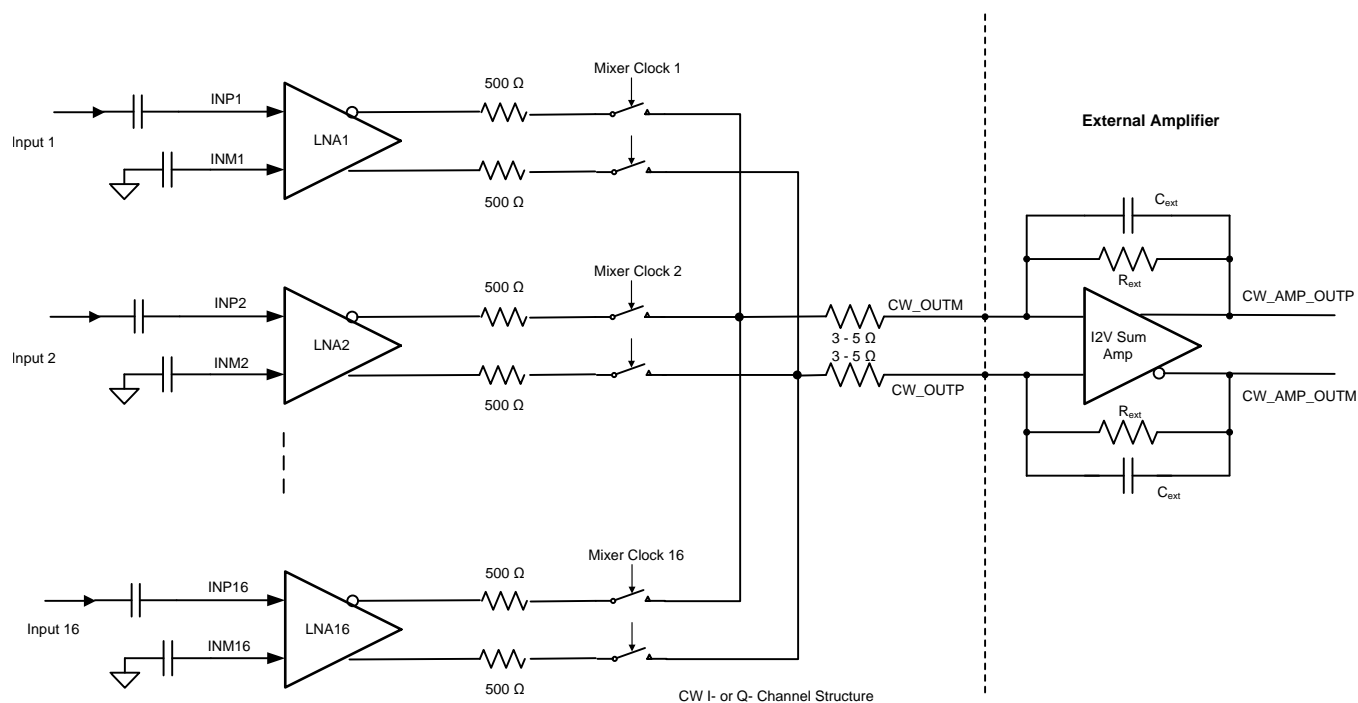 500 Ω
Mixer Clock 1
INP1
Input 1
LNA1
INM1
500 Ω
External Amplifier
Cext
Rext
500 Ω
Mixer Clock 2
INP2
Input 2
LNA2
INM2
500 Ω
CW_OUTM
3 - 5 Ω
3 - 5 Ω
CW_OUTP
I2V Sum
Amp
CW_AMP_OUTP
CW_AMP_OUTM
Rext
Cext
500 Ω
Mixer Clock 16
INP16
Input 16
LNA16
INM16
500 Ω
CW I- or Q- Channel Structure